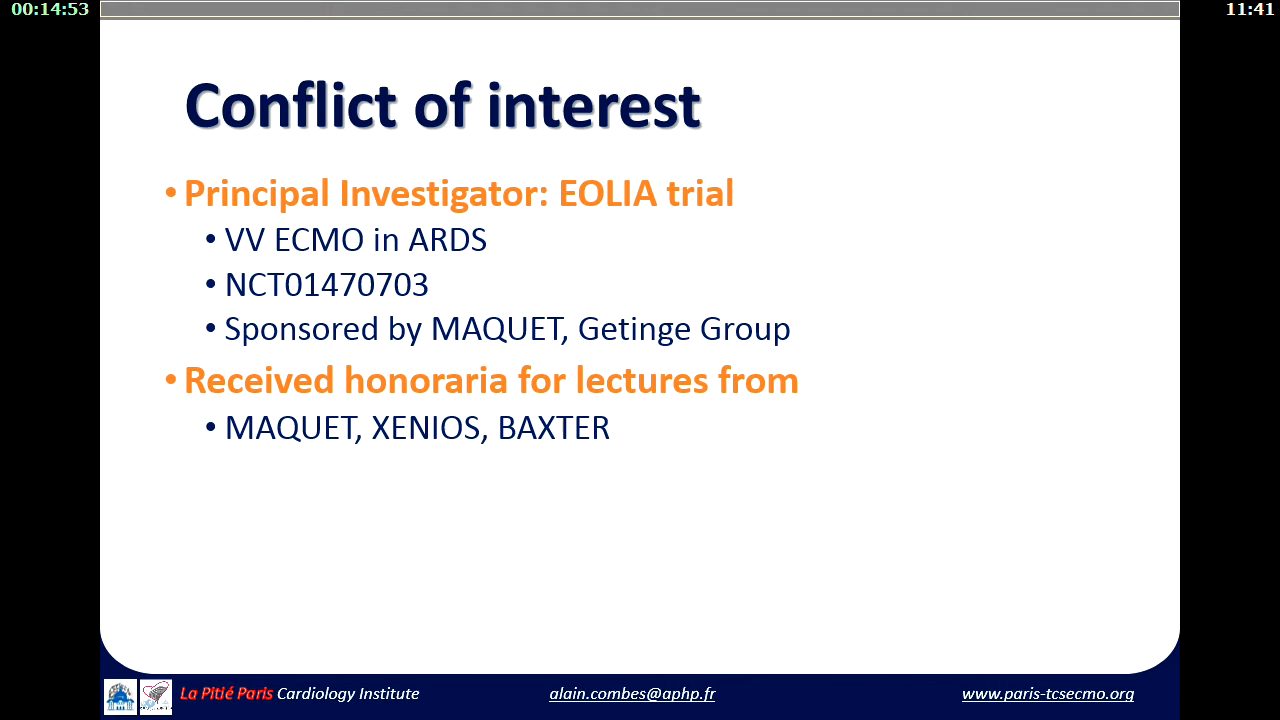 00:14:53
11:41
Conflict of interest
• Principal Investigator: EOLIA trial
• VV ECMO in ARDS
• NCT01470703
• Sponsored by MAQUET, Getinge Group
• Received honoraria for lectures from
• MAQUET, XENIOS, BAXTER
La Pitié Paris Cardiology Institute
alain.combes@aphp.fr
www.paris-tcsecmo.org